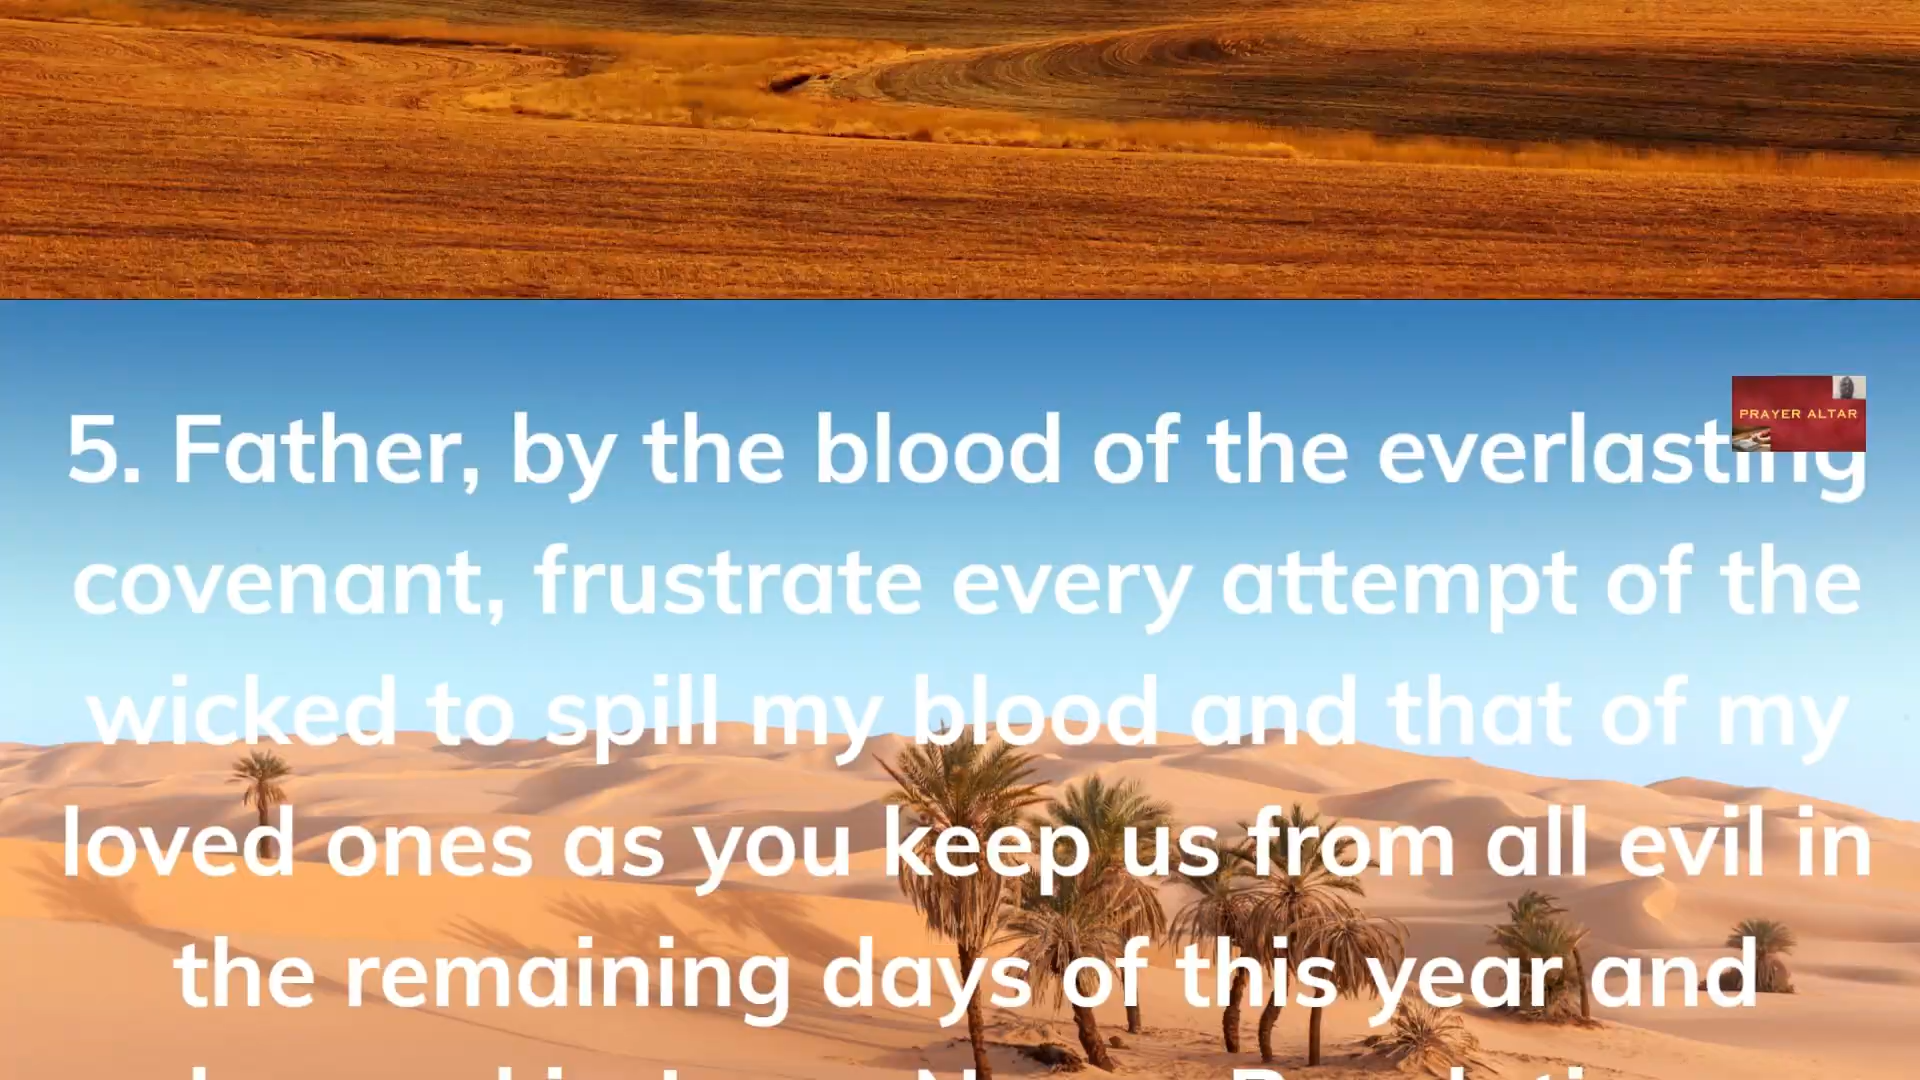 PRAYER ALTAR
5. Father, by the blood of the everlasting
covenant, frustrate every attempt of the
wicked to spill my blood and that of my
loved ones as you keep us from all evil in
the remaining days of this year and